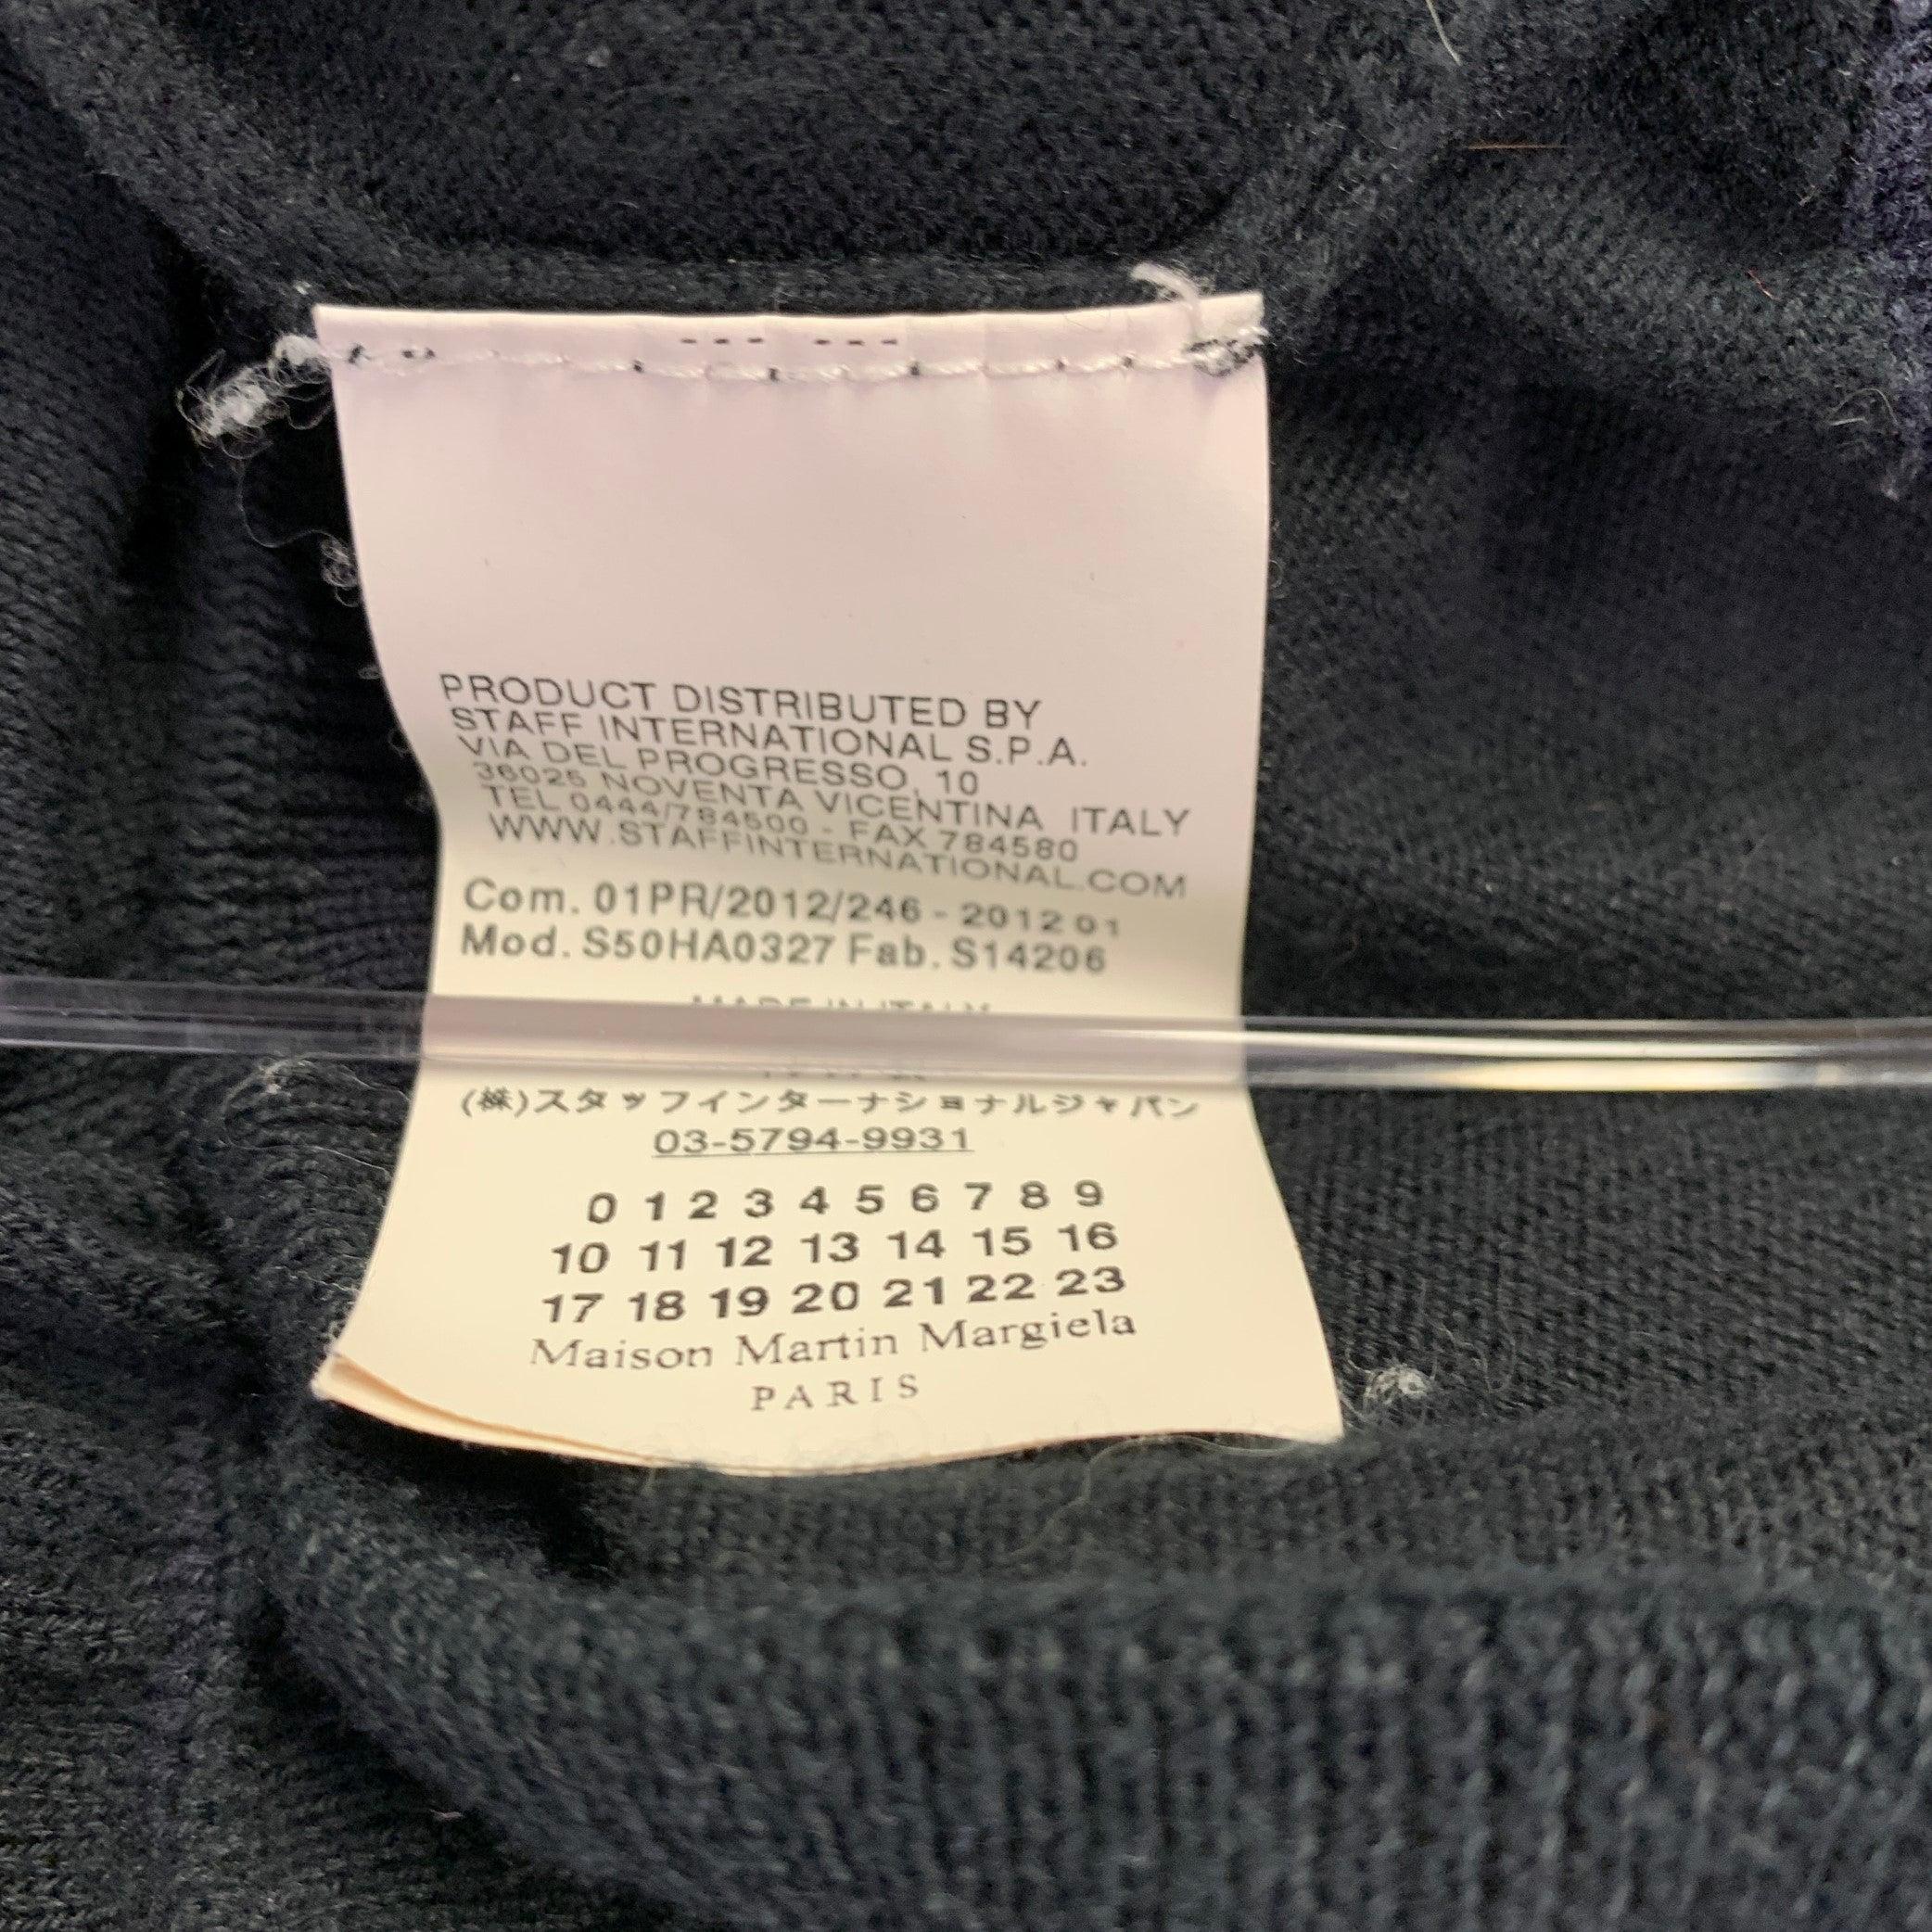 PRODUCT DISTRIBUTED BY
STAFF INTERNATIONAL S.P.A.
VIA DEL PROGRESSO, 10
36025 NOVENTA VICENTINA ITALY
TEL 0444/784500 - FAX 784580
WWW.STAFFINTERNATIONAL.COM
Com. 01PR/2012/246 - 2012 01
Mod. S50HA0327 Fab. S14206
MADE IN ITALY
(株)スタッフインターナショナルジャパン
03-5794-9931
0 1 2 3 4 5 6 7 8 9
10 11 12 13 14 15 16
17 18 19 20 21 22 23
Maison Martin Margiela
PARIS